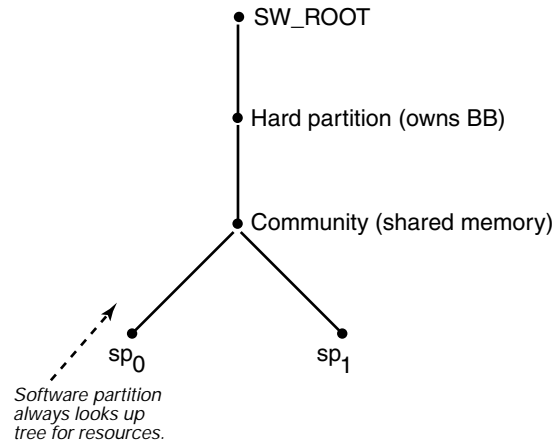 SW_ROOT
Hard partition (owns BB)
Community (shared memory)
sp0
sp1
Software partition
always looks up
tree for resources.